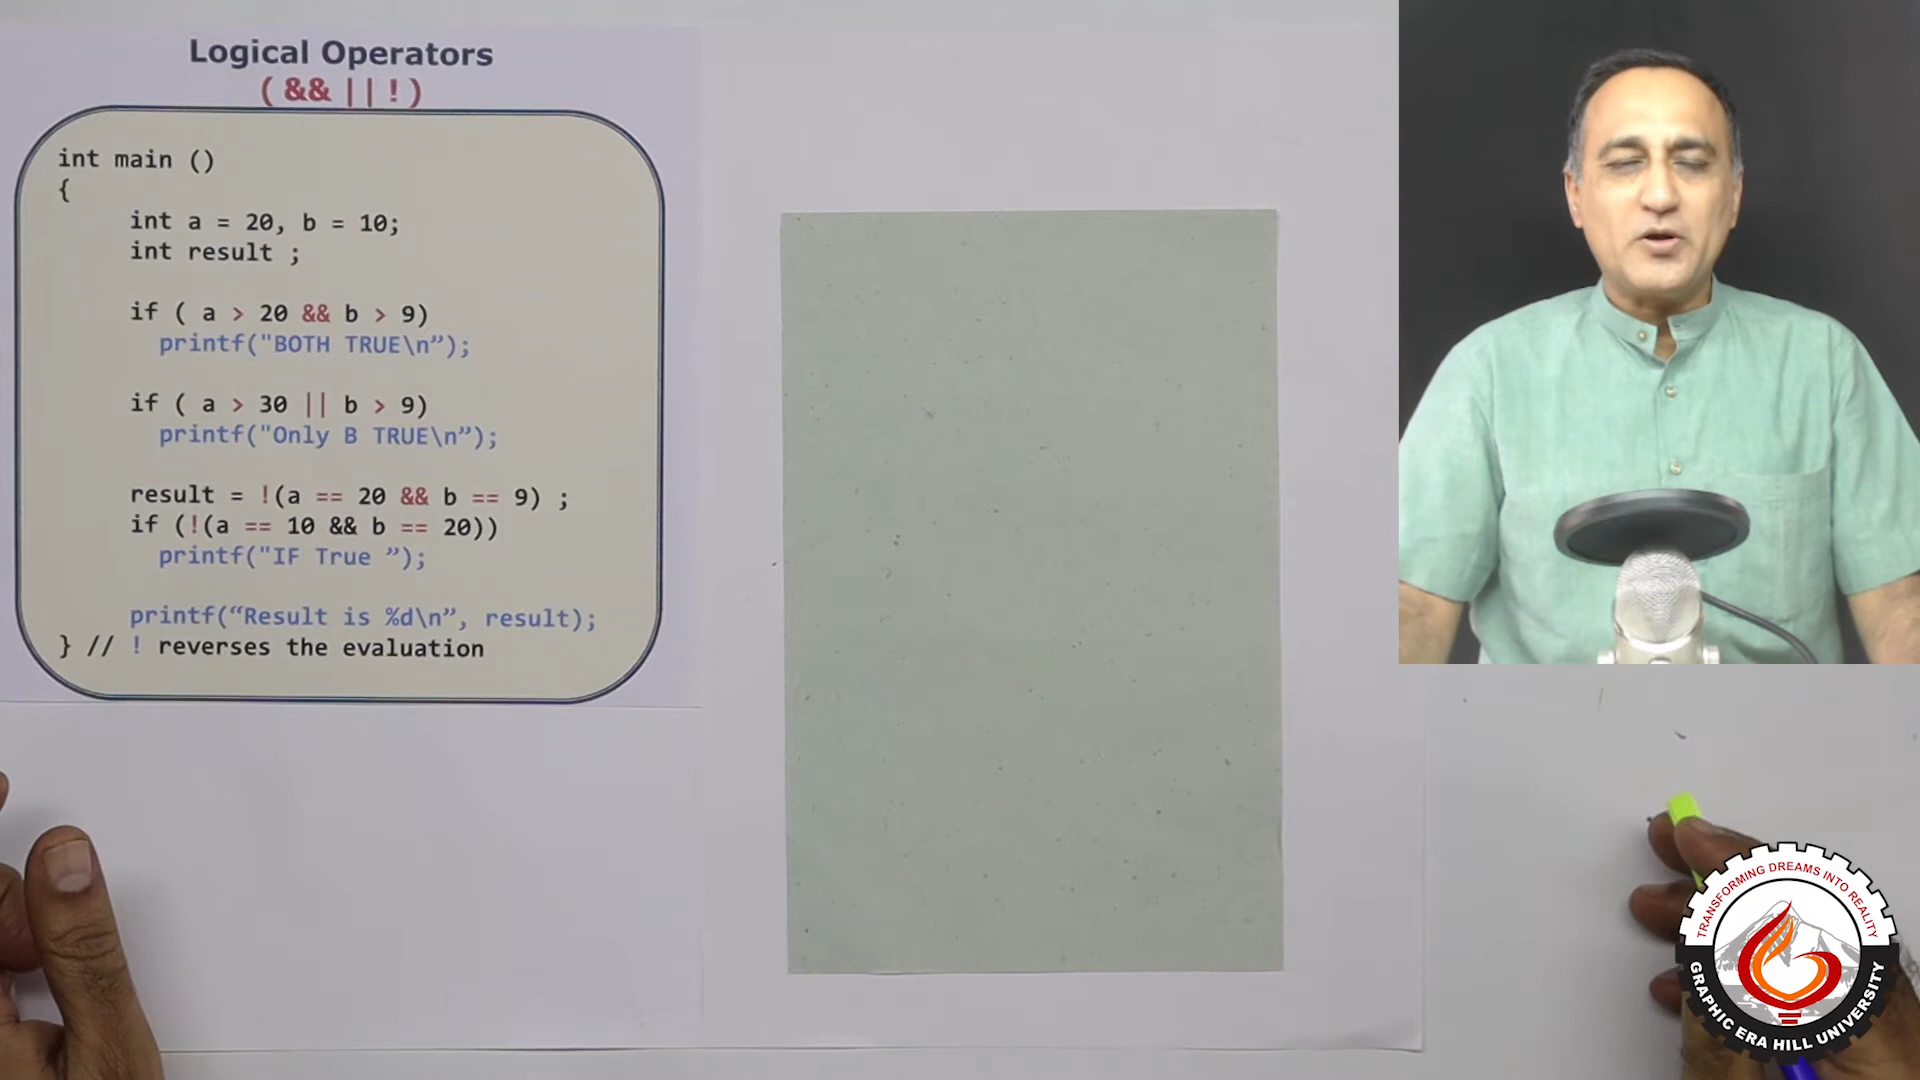 Logical Operators
( && || ! )
int main ()
{
int a = 20, b = 10;
int result ;
if ( a > 20 && b > 9)
printf("BOTH TRUE\n”);
if ( a > 30 || b > 9)
printf("Only B TRUE\n”);
result = !(a == 20 && b == 9) ;
if (!(a == 10 && b == 20))
printf("IF True ”);
printf(“Result is %d\n”, result);
} // ! reverses the evaluation
TRANSFORMING DREAMS INTO REALITY
GRAPHIC ERA HILL UNIVERSITY